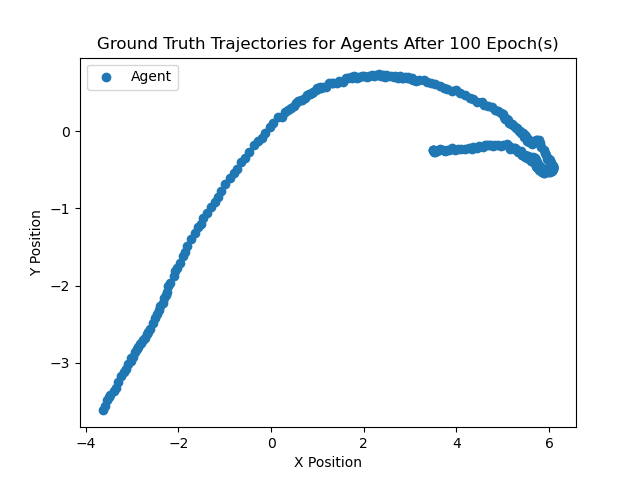 Ground Truth Trajectories for Agents After 100 Epoch(s)
Agent
0
−1
−2
−3
Y Position
−4 −2 0 2 4 6
X Position